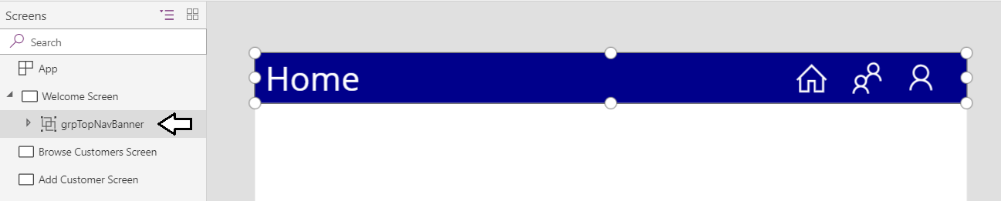 Screens
Search
App
Welcome Screen
grpTopNavBanner
Browse Customers Screen
Add Customer Screen
Home